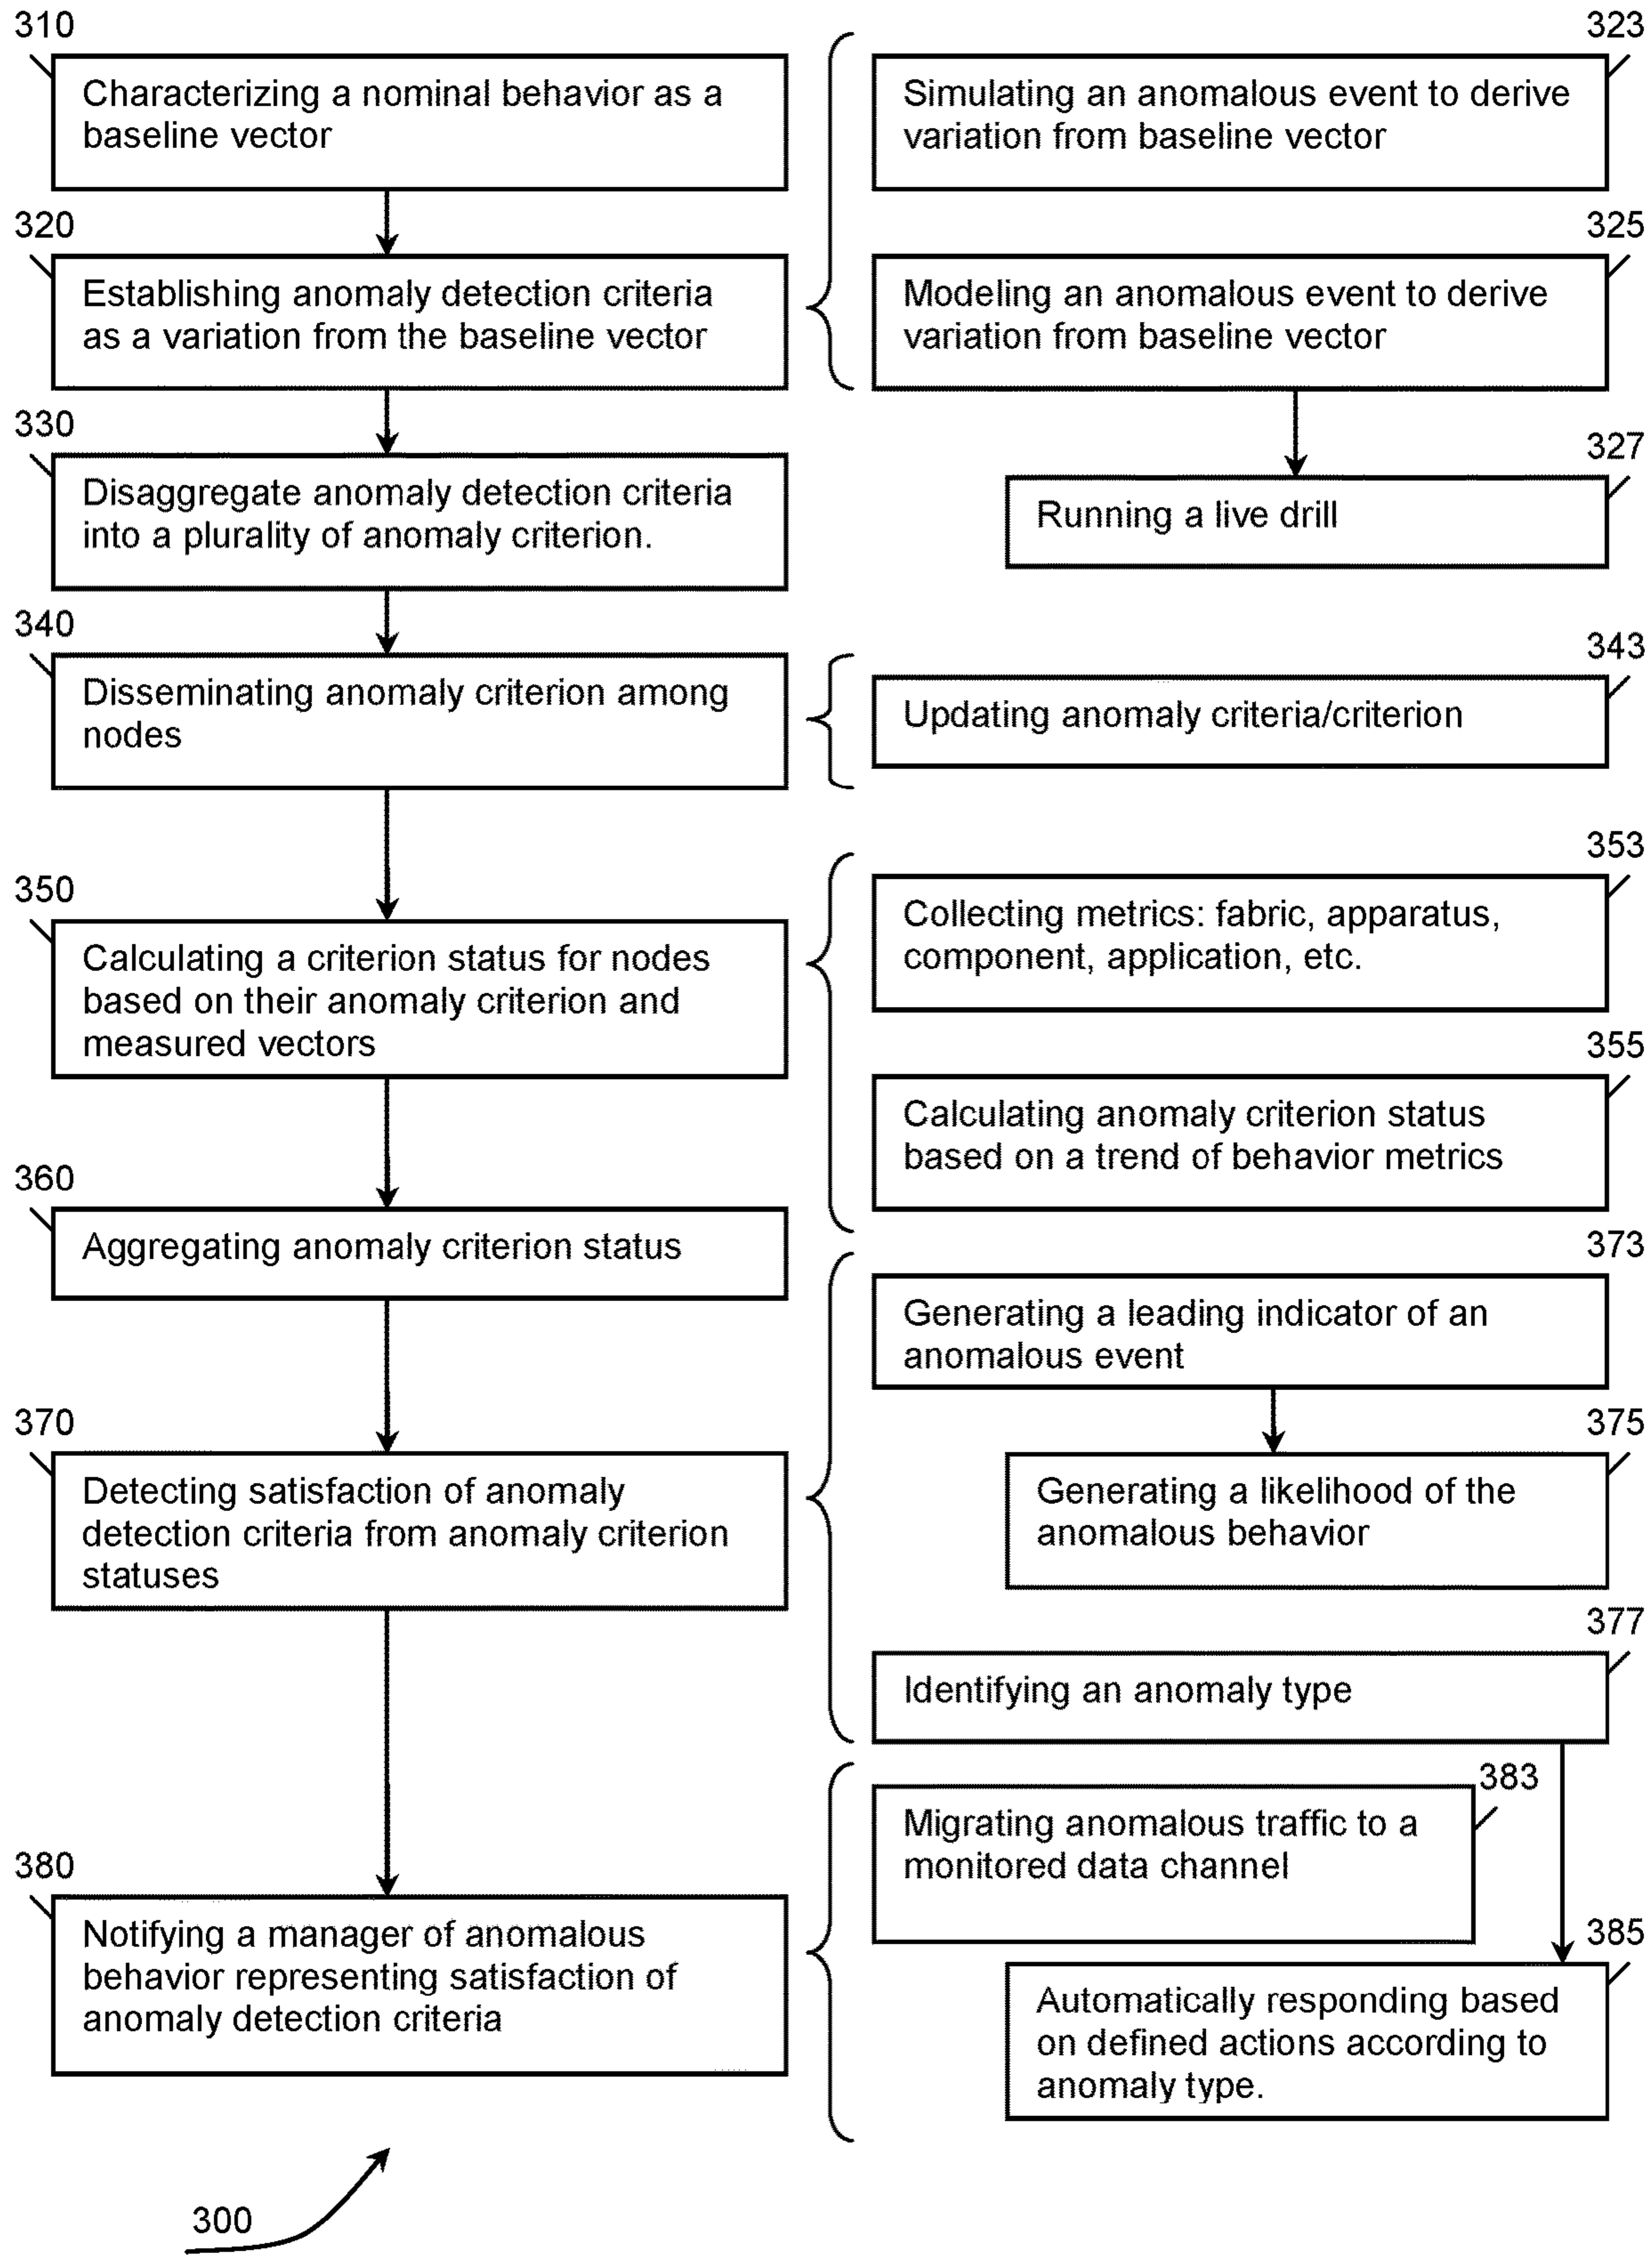 310
Characterizing a nominal behavior as a
baseline vector
323
Simulating an anomalous event to derive
variation from baseline vector
320
Establishing anomaly detection criteria
as a variation from the baseline vector
325
Modeling an anomalous event to derive
variation from baseline vector
327
Running a live drill
330
Disaggregate anomaly detection criteria
into a plurality of anomaly criterion.
340
Disseminating anomaly criterion among
nodes
343
Updating anomaly criteria/criterion
350
Calculating a criterion status for nodes
based on their anomaly criterion and
measured vectors
353
Collecting metrics: fabric, apparatus,
component, application, etc.
355
Calculating anomaly criterion status
based on a trend of behavior metrics
360
Aggregating anomaly criterion status
373
Generating a leading indicator of an
anomalous event
370
Detecting satisfaction of anomaly
detection criteria from anomaly criterion
statuses
375
Generating a likelihood of the
anomalous behavior
377
Identifying an anomaly type
380
Notifying a manager of anomalous
behavior representing satisfaction of
anomaly detection criteria
383
Migrating anomalous traffic to a
monitored data channel
385
Automatically responding based
on defined actions according to
anomaly type.
300